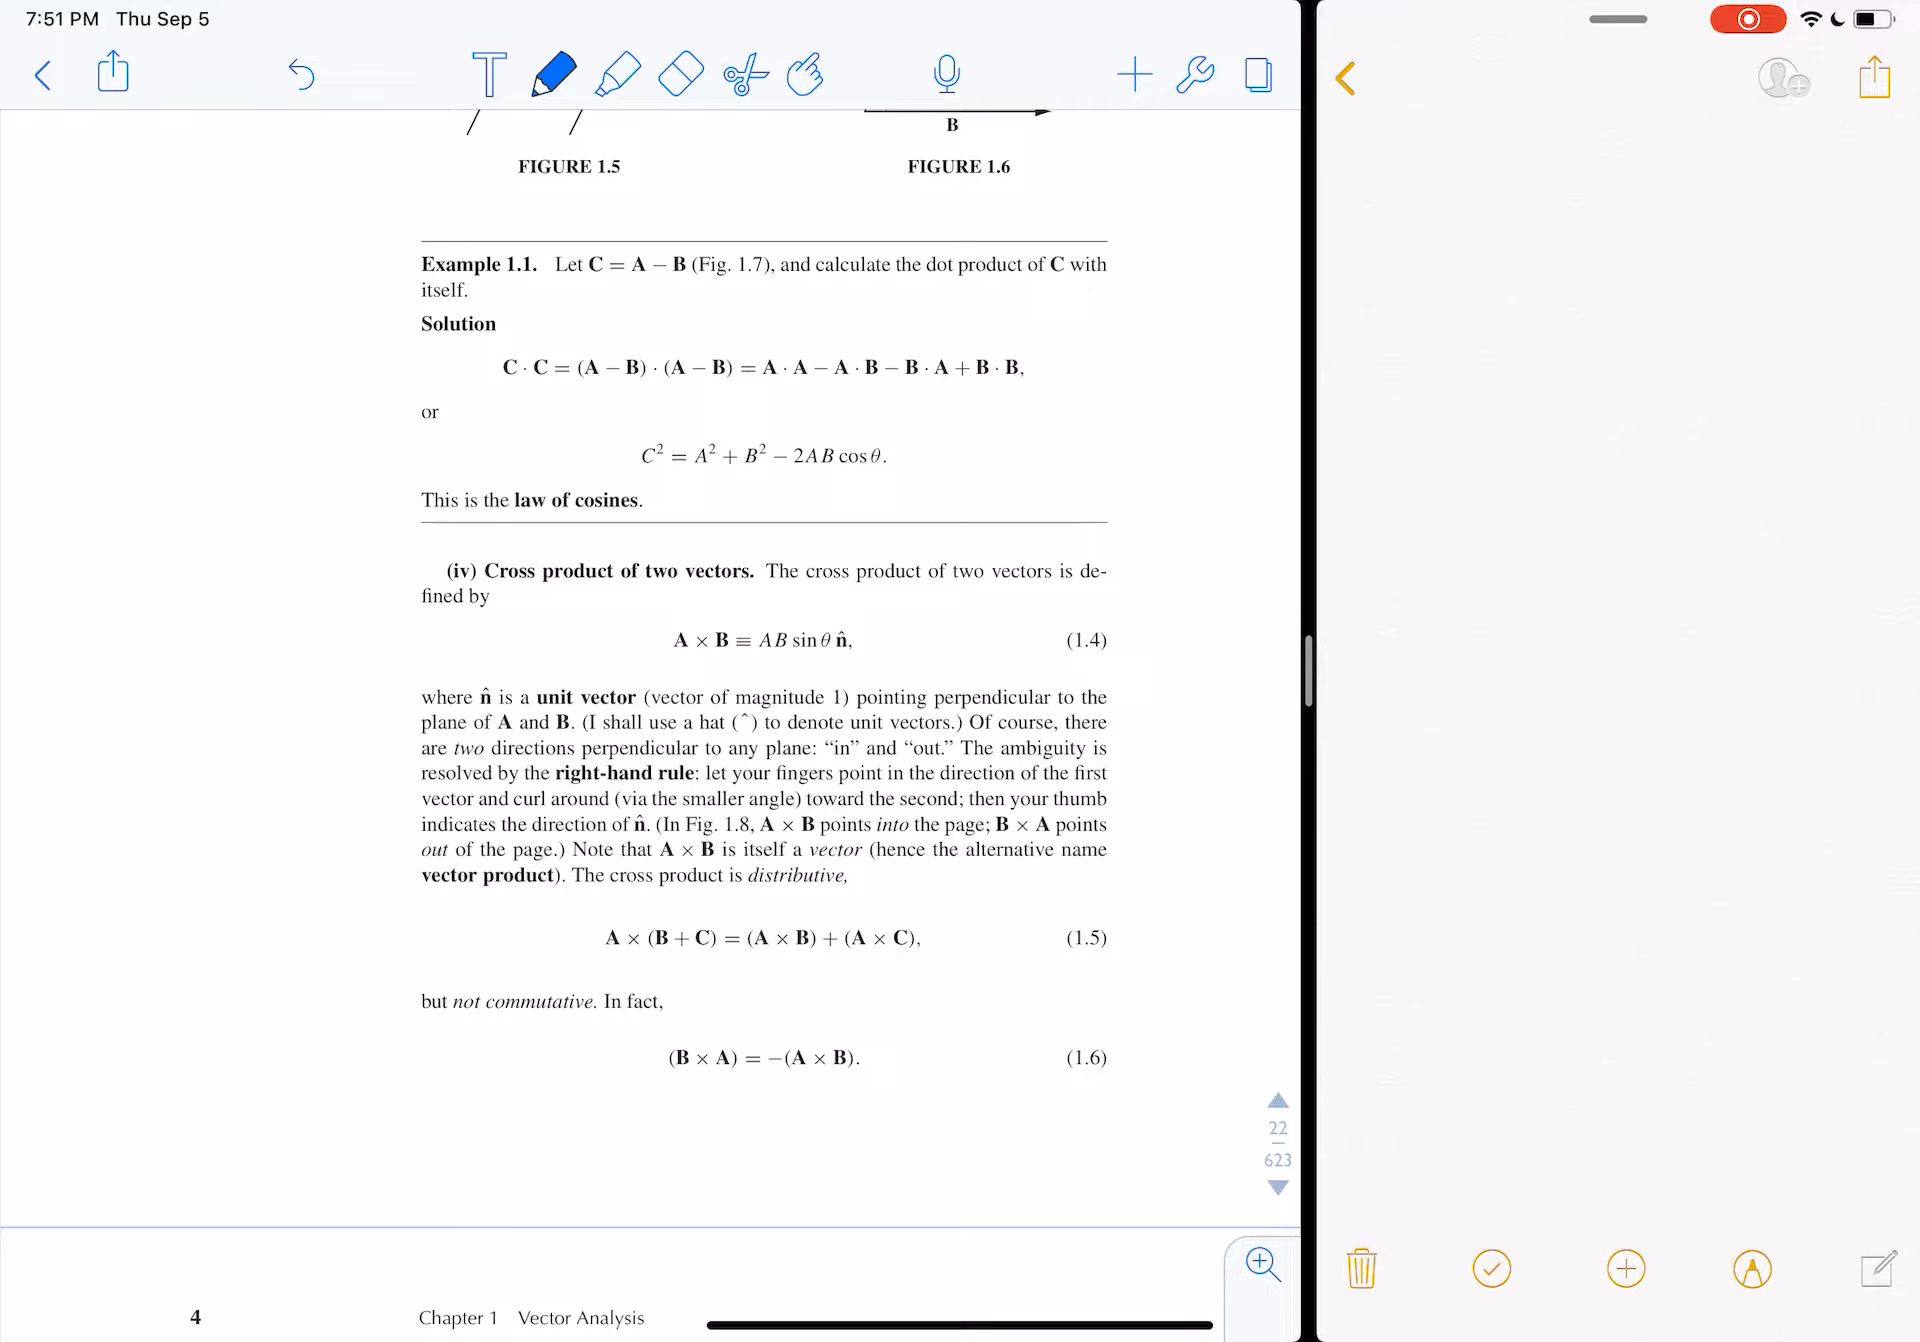 7:51 PM Thu Sep 5
B
FIGURE 1.5
FIGURE 1.6
Example 1.1. Let C = A − B (Fig. 1.7), and calculate the dot product of C with
itself.
Solution
C · C = (A − B) · (A − B) = A · A − A · B − B · A + B · B,
or
C² = A² + B² − 2AB cos θ.
This is the law of cosines.
(iv) Cross product of two vectors. The cross product of two vectors is de-
fined by
A × B ≡ AB sin θ n̂, (1.4)
where n̂ is a unit vector (vector of magnitude 1) pointing perpendicular to the
plane of A and B. (I shall use a hat (ˆ) to denote unit vectors.) Of course, there
are two directions perpendicular to any plane: “in” and “out.” The ambiguity is
resolved by the right-hand rule: let your fingers point in the direction of the first
vector and curl around (via the smaller angle) toward the second; then your thumb
indicates the direction of n̂. (In Fig. 1.8, A × B points into the page; B × A points
out of the page.) Note that A × B is itself a vector (hence the alternative name
vector product). The cross product is distributive,
A × (B + C) = (A × B) + (A × C), (1.5)
but not commutative. In fact,
(B × A) = −(A × B). (1.6)
22
623
4 Chapter 1 Vector Analysis